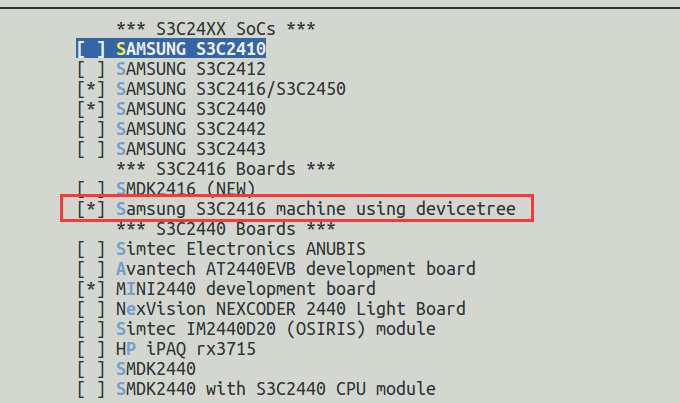 *** S3C24XX SoCs ***
[ ] SAMSUNG S3C2410
[ ] SAMSUNG S3C2412
[*] SAMSUNG S3C2416/S3C2450
[*] SAMSUNG S3C2440
[ ] SAMSUNG S3C2442
[ ] SAMSUNG S3C2443
*** S3C2416 Boards ***
[ ] SMDK2416 (NEW)
[*] Samsung S3C2416 machine using devicetree
*** S3C2440 Boards ***
[ ] Simtec Electronics ANUBIS
[ ] Avantech AT2440EVB development board
[*] MINI2440 development board
[ ] NexVision NEXCODER 2440 Light Board
[ ] Simtec IM2440D20 (OSIRIS) module
[ ] HP iPAQ rx3715
[ ] SMDK2440
[ ] SMDK2440 with S3C2440 CPU module